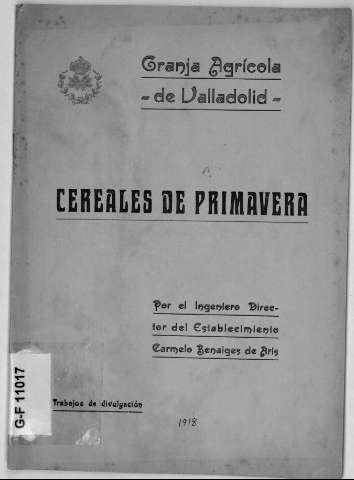 Granja Agrícola
- de Valladolid -
CEREALES DE PRIMAVERA
Por el Ingeniero Direc-
tor del Establecimiento
Carmelo Benaiges de Aris
Trabajos de divulgación
1918
G-F 11017